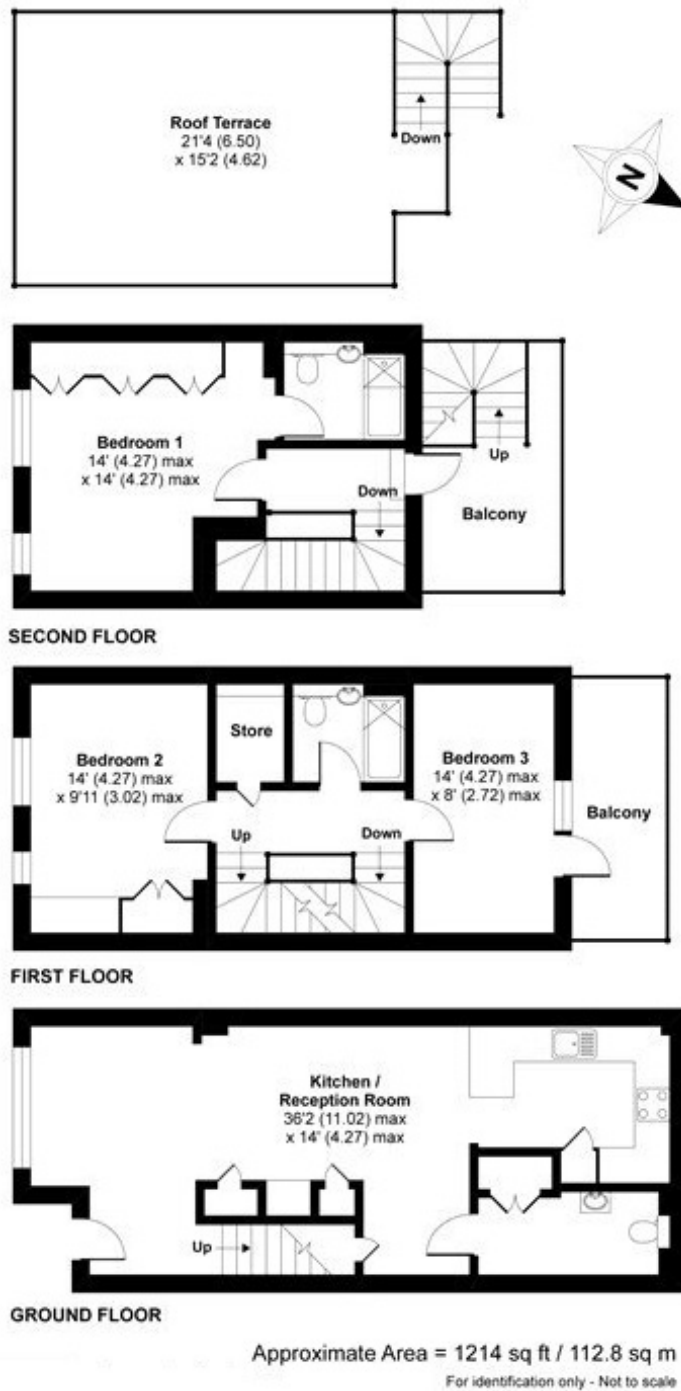 Roof Terrace
21'4 (6.50)
x 15'2 (4.62)
Down
N
Bedroom 1
14' (4.27) max
x 14' (4.27) max
Down
Up
Balcony
SECOND FLOOR
Bedroom 2
14' (4.27) max
x 9'11 (3.02) max
Store
Up
Down
Bedroom 3
14' (4.27) max
x 8' (2.72) max
Balcony
FIRST FLOOR
Kitchen /
Reception Room
36'2 (11.02) max
x 14' (4.27) max
Up
GROUND FLOOR
Approximate Area = 1214 sq ft / 112.8 sq m
For identification only - Not to scale